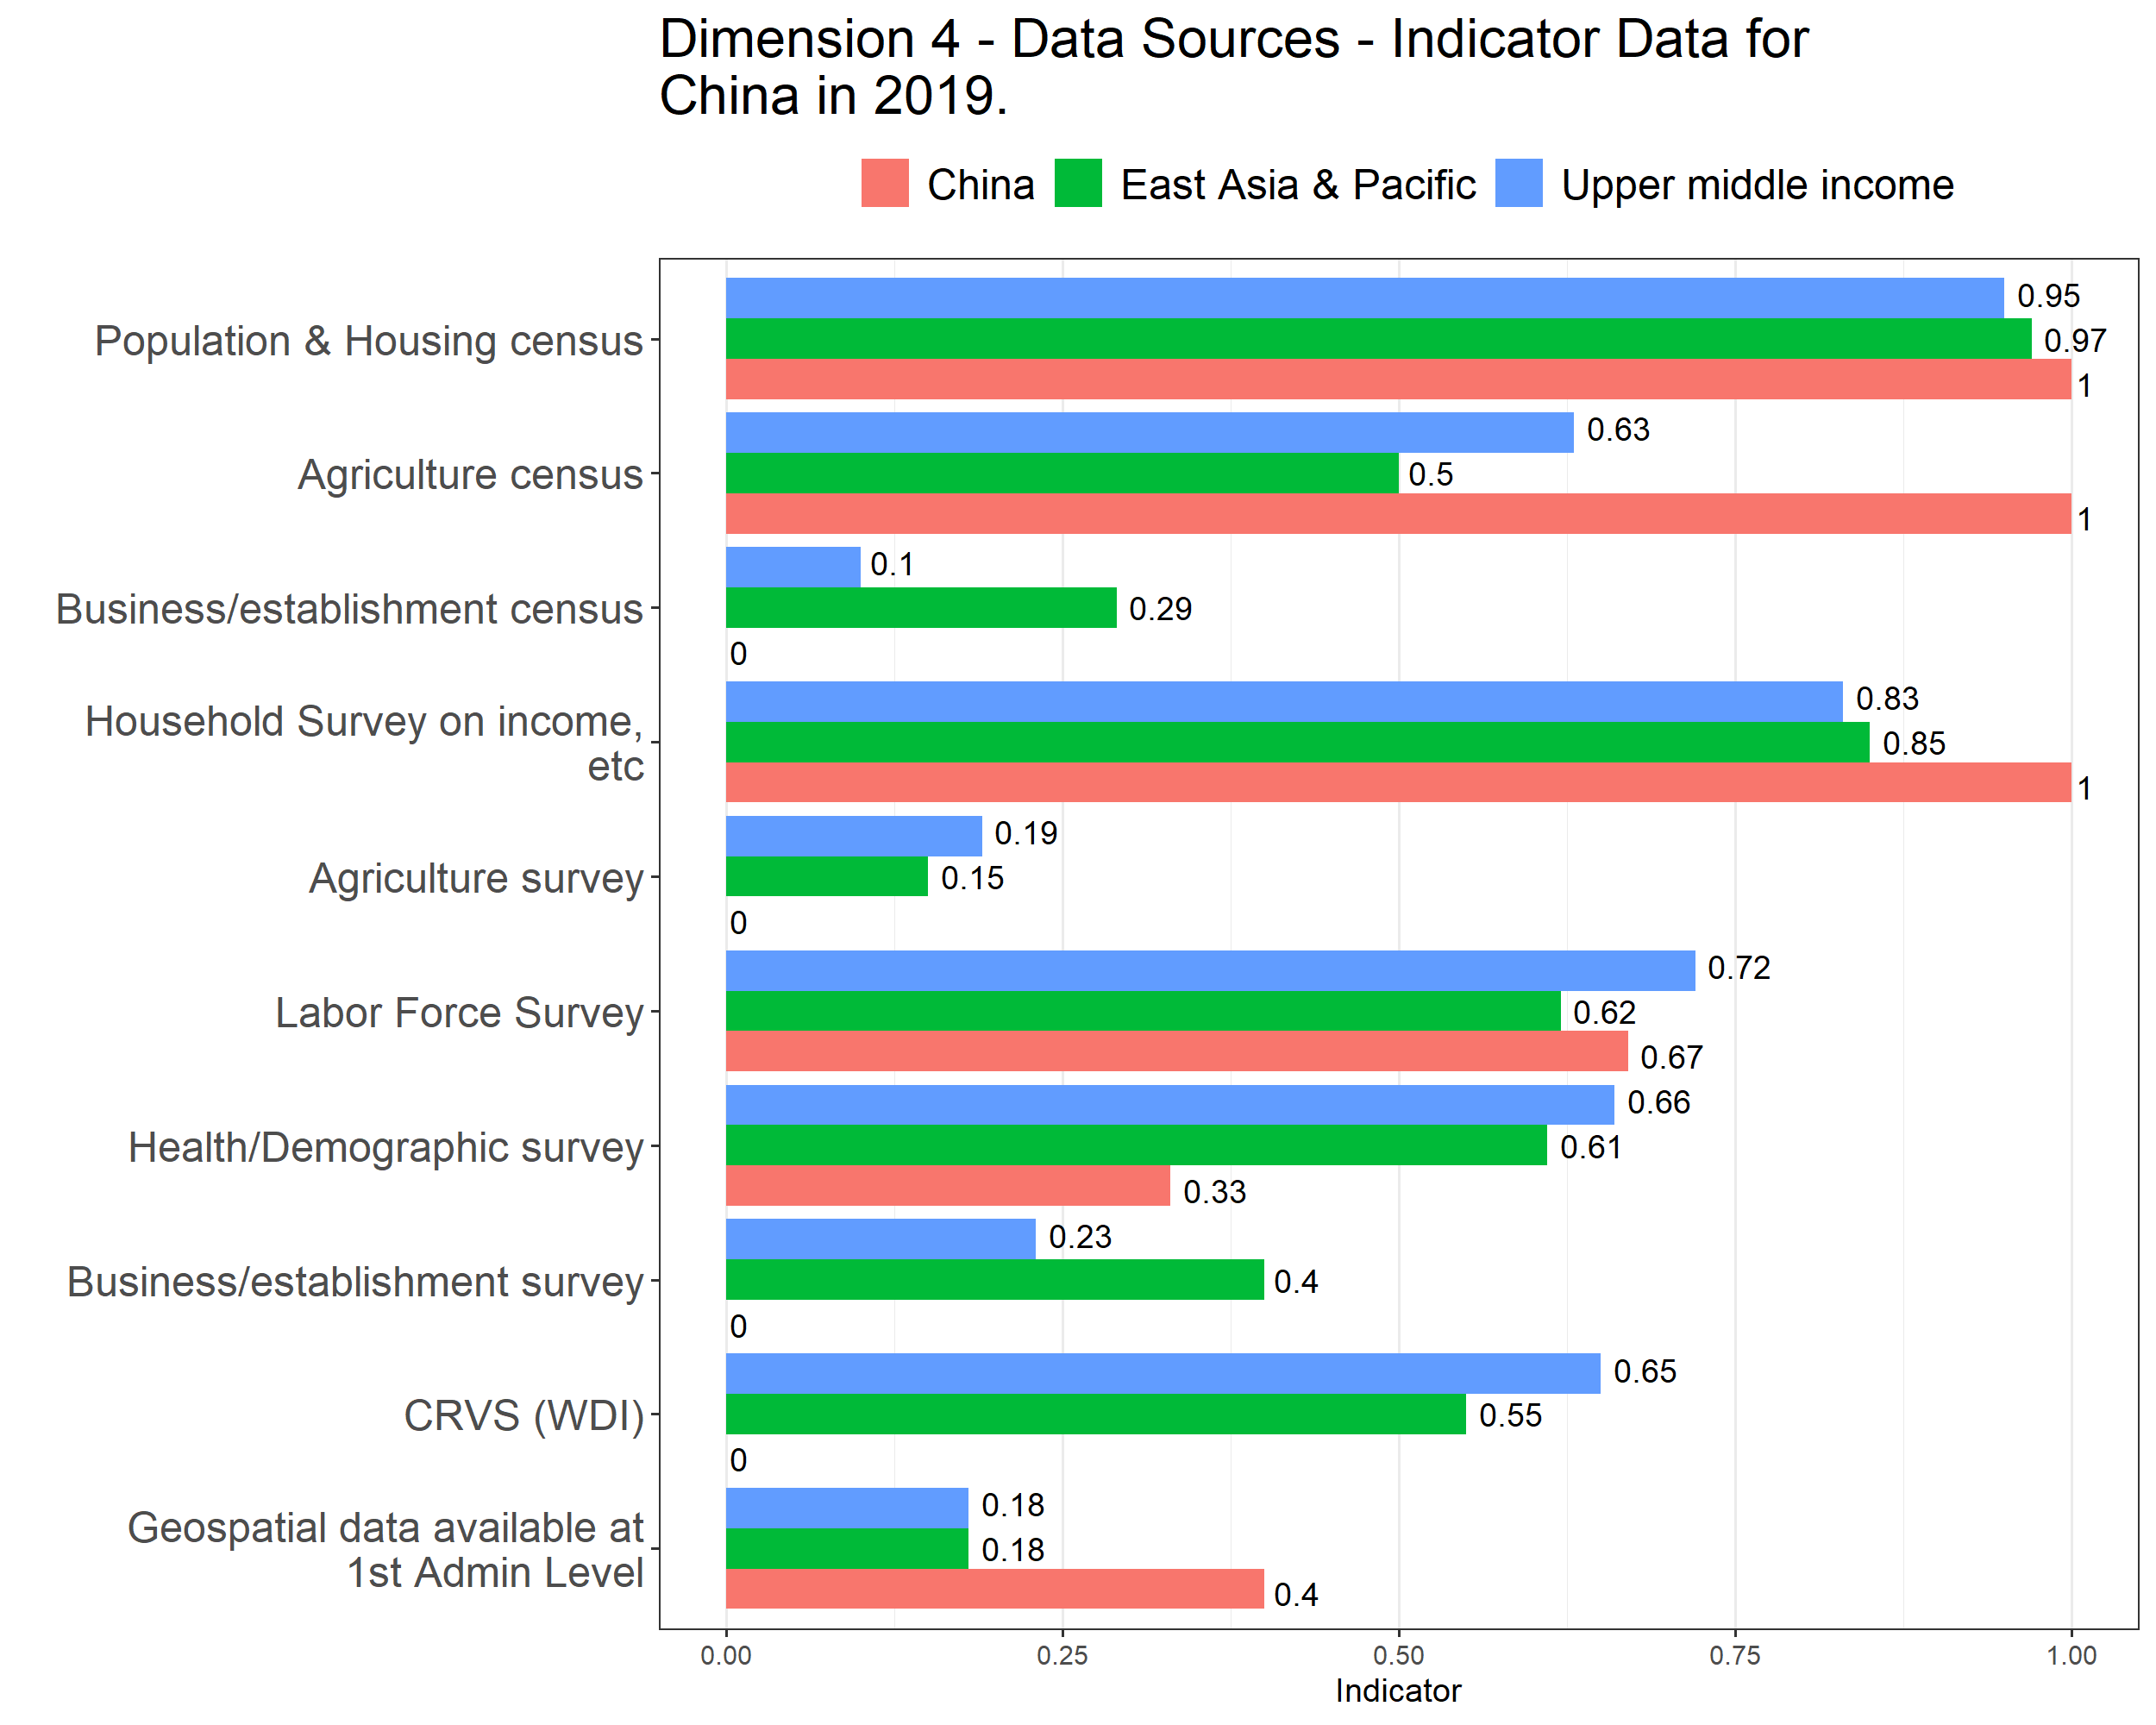 Dimension 4 - Data Sources - Indicator Data for
China in 2019.
China
East Asia & Pacific
Upper middle income
Population & Housing census
0.95
0.97
1
Agriculture census
0.63
0.5
1
Business/establishment census
0.1
0.29
0
Household Survey on income,
etc
0.83
0.85
1
Agriculture survey
0.19
0.15
0
Labor Force Survey
0.72
0.62
0.67
Health/Demographic survey
0.66
0.61
0.33
Business/establishment survey
0.23
0.4
0
CRVS (WDI)
0.65
0.55
0
Geospatial data available at
1st Admin Level
0.18
0.18
0.4
0.00 0.25 0.50 0.75 1.00
Indicator